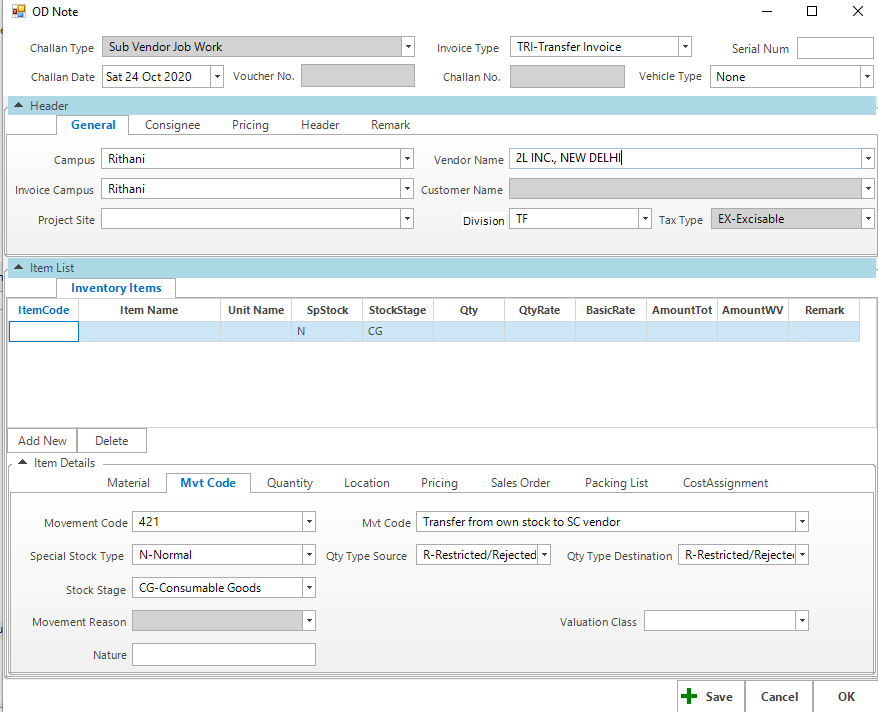 OD Note
Challan Type Sub Vendor Job Work Invoice Type TRI-Transfer Invoice Serial Num
Challan Date Sat 24 Oct 2020 Voucher No. Challan No. Vehicle Type None
Header
General Consignee Pricing Header Remark
Campus Rithani Vendor Name 2L INC., NEW DELHI
Invoice Campus Rithani Customer Name
Project Site Division TF Tax Type EX-Excisable
Item List
Inventory Items
ItemCode Item Name Unit Name SpStock StockStage Qty QtyRate BasicRate AmountTot AmountWV Remark
N CG
Add New Delete
Item Details
Material Mvt Code Quantity Location Pricing Sales Order Packing List CostAssignment
Movement Code 421 Mvt Code Transfer from own stock to SC vendor
Special Stock Type N-Normal Qty Type Source R-Restricted/Rejected Qty Type Destination R-Restricted/Rejecte
Stock Stage CG-Consumable Goods
Movement Reason Valuation Class
Nature
Save Cancel OK